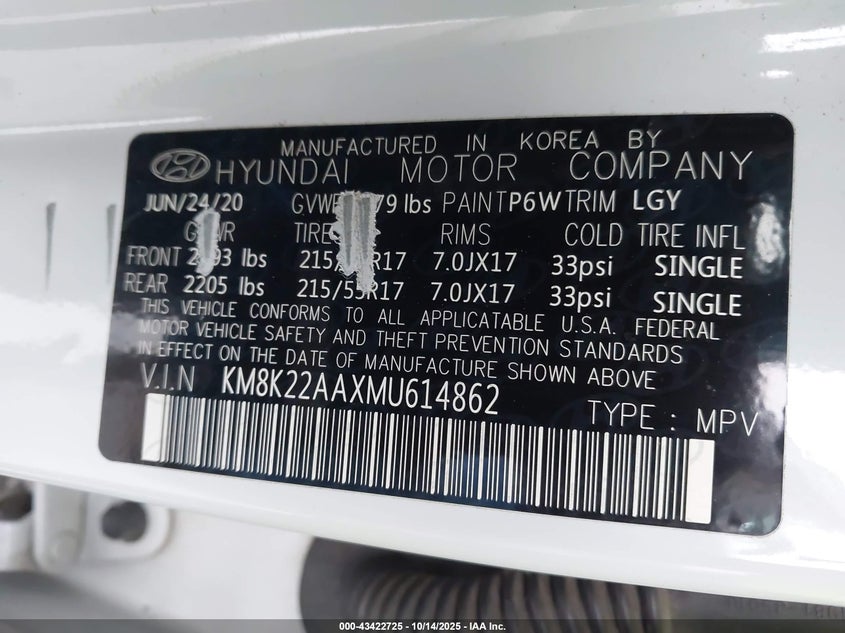 MANUFACTURED IN KOREA BY
HYUNDAI MOTOR COMPANY
JUN/24/20 79 lbs PAINT P6W TRIM LGY
RIMS COLD TIRE INFL
FRONT lbs 7.0JX17 33psi SINGLE
REAR 2205 lbs 215/55R17 7.0JX17 33psi SINGLE
THIS VEHICLE CONFORMS TO ALL APPLICATABLE U.S.A. FEDERAL
MOTOR VEHICLE SAFETY AND THEFT PREVENTION STANDARDS
IN EFFECT ON THE DATE OF MANUFACTURE SHOWN ABOVE
V.I.N KM8K22AAXMU614862
TYPE : MPV
000-43422725 - 10/14/2025 - IAA Inc.